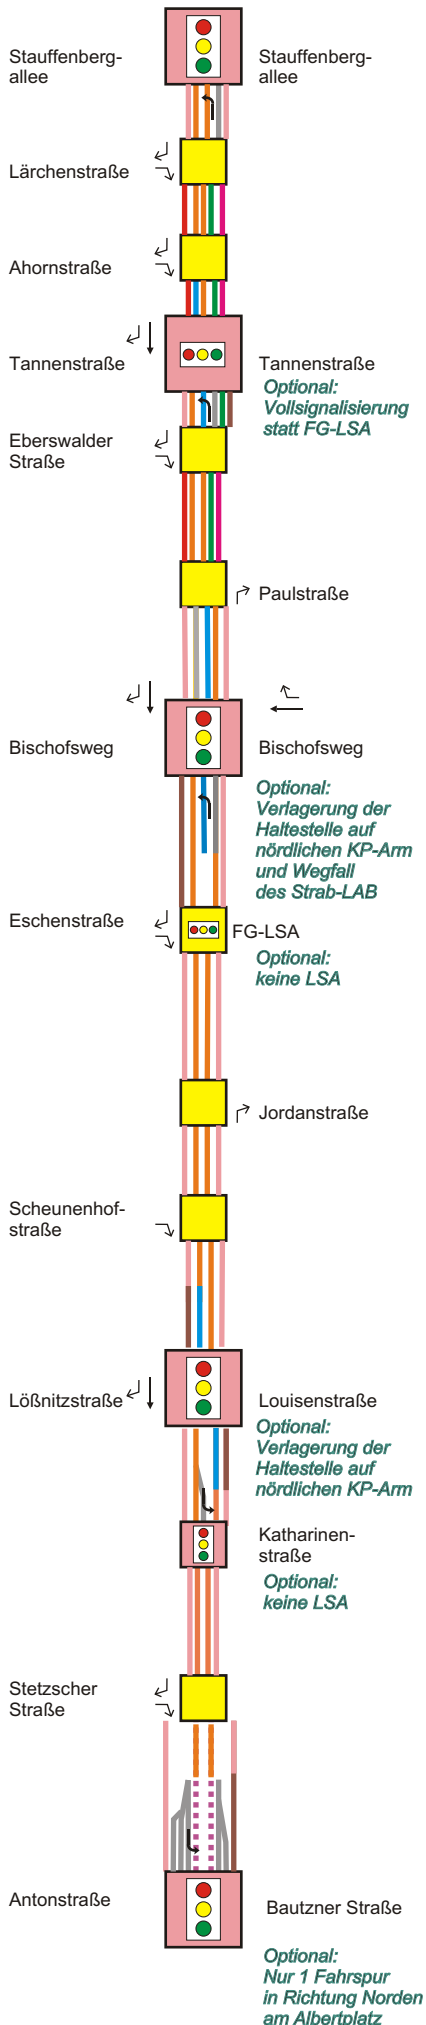 Stauffenberg-
allee
Stauffenberg-
allee
Lärchenstraße
Ahornstraße
Tannenstraße
Tannenstraße
Optional:
Vollsignalisierung
statt FG-LSA
Eberswalder
Straße
Paulstraße
Bischofsweg
Bischofsweg
Optional:
Verlagerung der
Haltestelle auf
nördlichen KP-Arm
und Wegfall
des Strab-LAB
Eschenstraße
FG-LSA
Optional:
keine LSA
Jordanstraße
Scheunenhof-
straße
Lößnitzstraße
Louisenstraße
Optional:
Verlagerung der
Haltestelle auf
nördlichen KP-Arm
Katharinen-
straße
Optional:
keine LSA
Stetzscher
Straße
Antonstraße
Bautzner Straße
Optional:
Nur 1 Fahrspur
in Richtung Norden
am Albertplatz